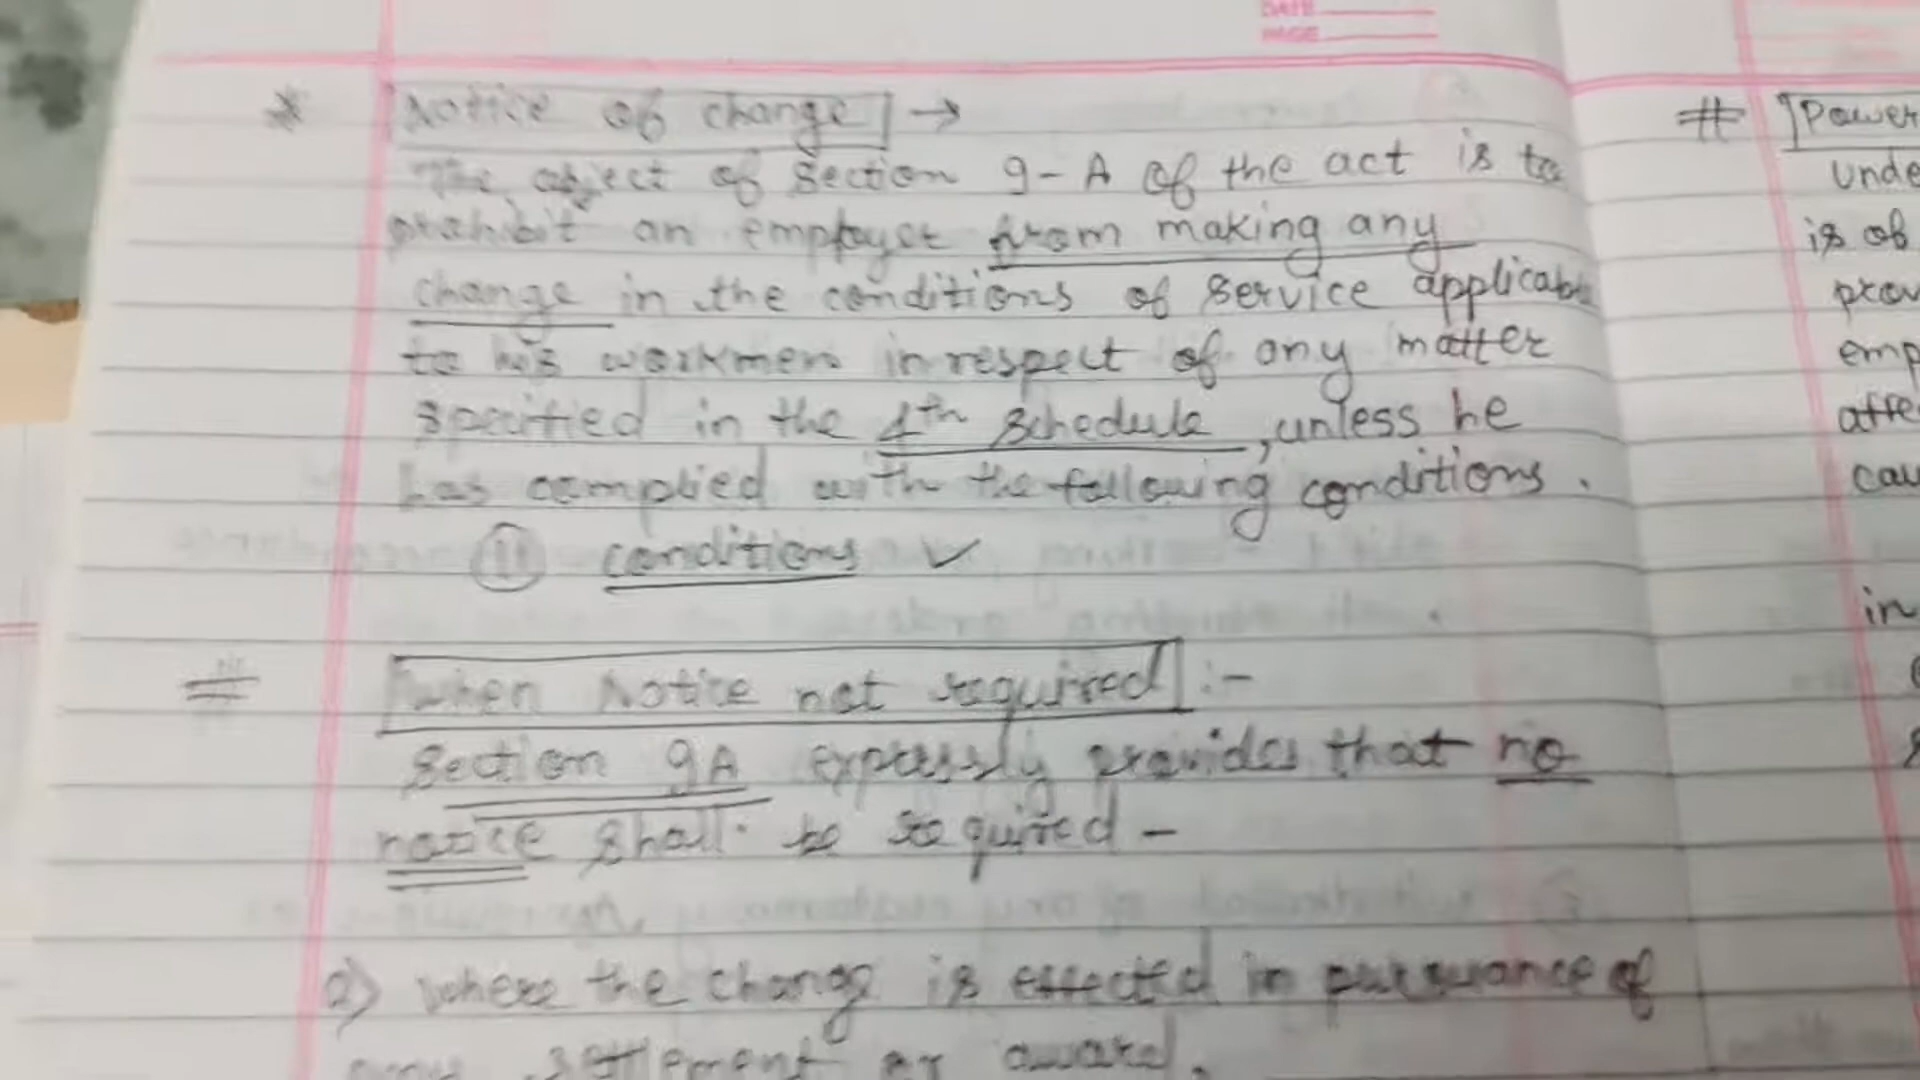 DATE
PAGE
* Notice of change →
The object of Section 9-A of the act is to
prohibit an employer from making any
change in the conditions of service applicable
to his workmen in respect of any matter
specified in the 4th Schedule, unless he
has complied with the following conditions.
11 conditions ✓
When Notice not required :-
Section 9A expressly provides that no
notice shall be required -
a) where the change is effected in pursuance of
any settlement or award.
# Power
Unde
is of
prov
emp
affe
cau
in